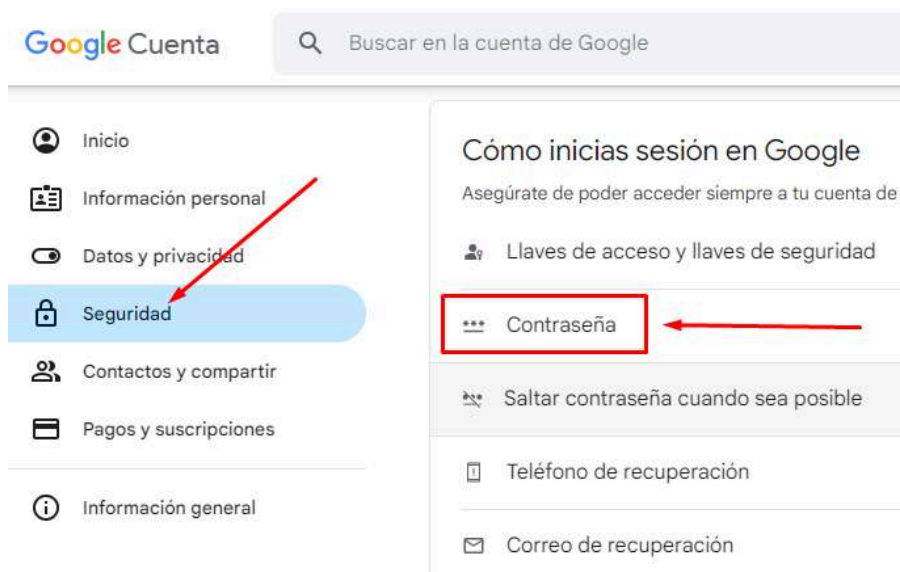 Google Cuenta
Buscar en la cuenta de Google
Inicio
Información personal
Datos y privacidad
Seguridad
Contactos y compartir
Pagos y suscripciones
Información general
Cómo inicias sesión en Google
Asegúrate de poder acceder siempre a tu cuenta de
Llaves de acceso y llaves de seguridad
Contraseña
Saltar contraseña cuando sea posible
Teléfono de recuperación
Correo de recuperación